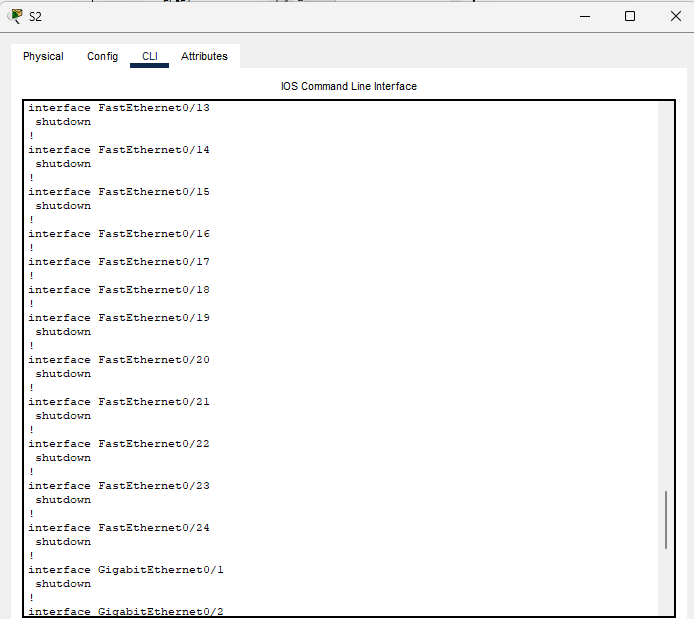 S2
Physical Config CLI Attributes
IOS Command Line Interface
interface FastEthernet0/13
 shutdown
!
interface FastEthernet0/14
 shutdown
!
interface FastEthernet0/15
 shutdown
!
interface FastEthernet0/16
!
interface FastEthernet0/17
!
interface FastEthernet0/18
!
interface FastEthernet0/19
 shutdown
!
interface FastEthernet0/20
 shutdown
!
interface FastEthernet0/21
 shutdown
!
interface FastEthernet0/22
 shutdown
!
interface FastEthernet0/23
 shutdown
!
interface FastEthernet0/24
 shutdown
!
interface GigabitEthernet0/1
 shutdown
!
interface GigabitEthernet0/2